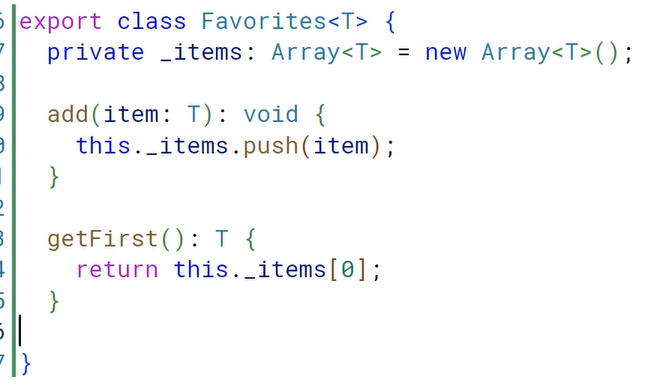 6 export class Favorites<T> {
7   private _items: Array<T> = new Array<T>();
8
9   add(item: T): void {
0     this._items.push(item);
1   }
2
3   getFirst(): T {
4     return this._items[0];
5   }
6
7 }